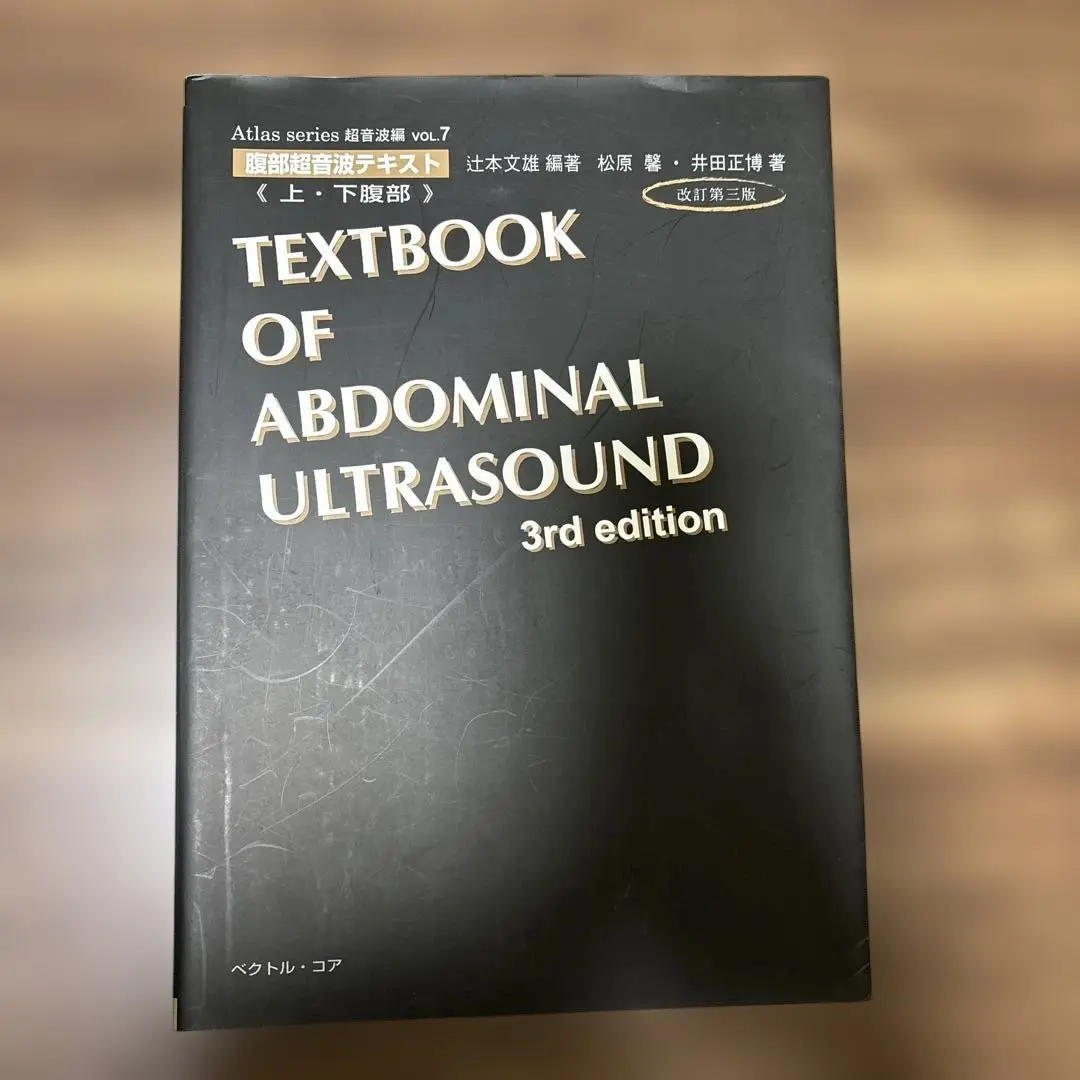 Atlas series 超音波編 VOL.7
腹部超音波テキスト 辻本文雄 編著 松原 馨・井田正博 著
《 上・下腹部 》 改訂第三版
TEXTBOOK
OF
ABDOMINAL
ULTRASOUND
3rd edition
ベクトル・コア